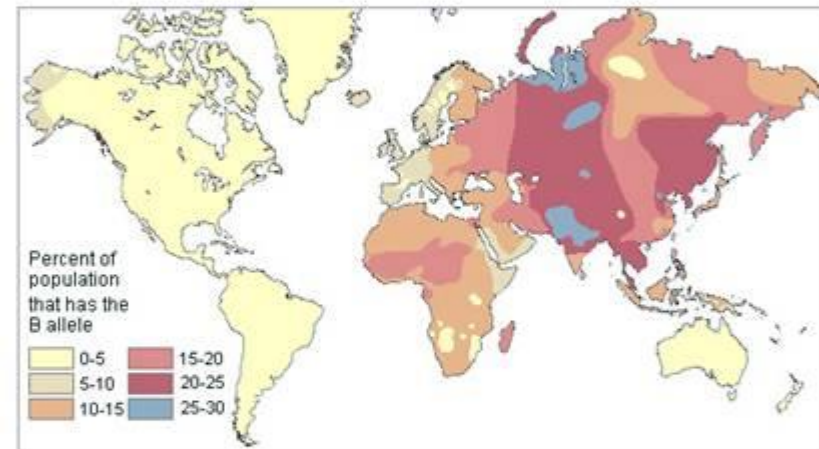 Percent of
population
that has the
B allele
0-5
15-20
5-10
20-25
10-15
25-30